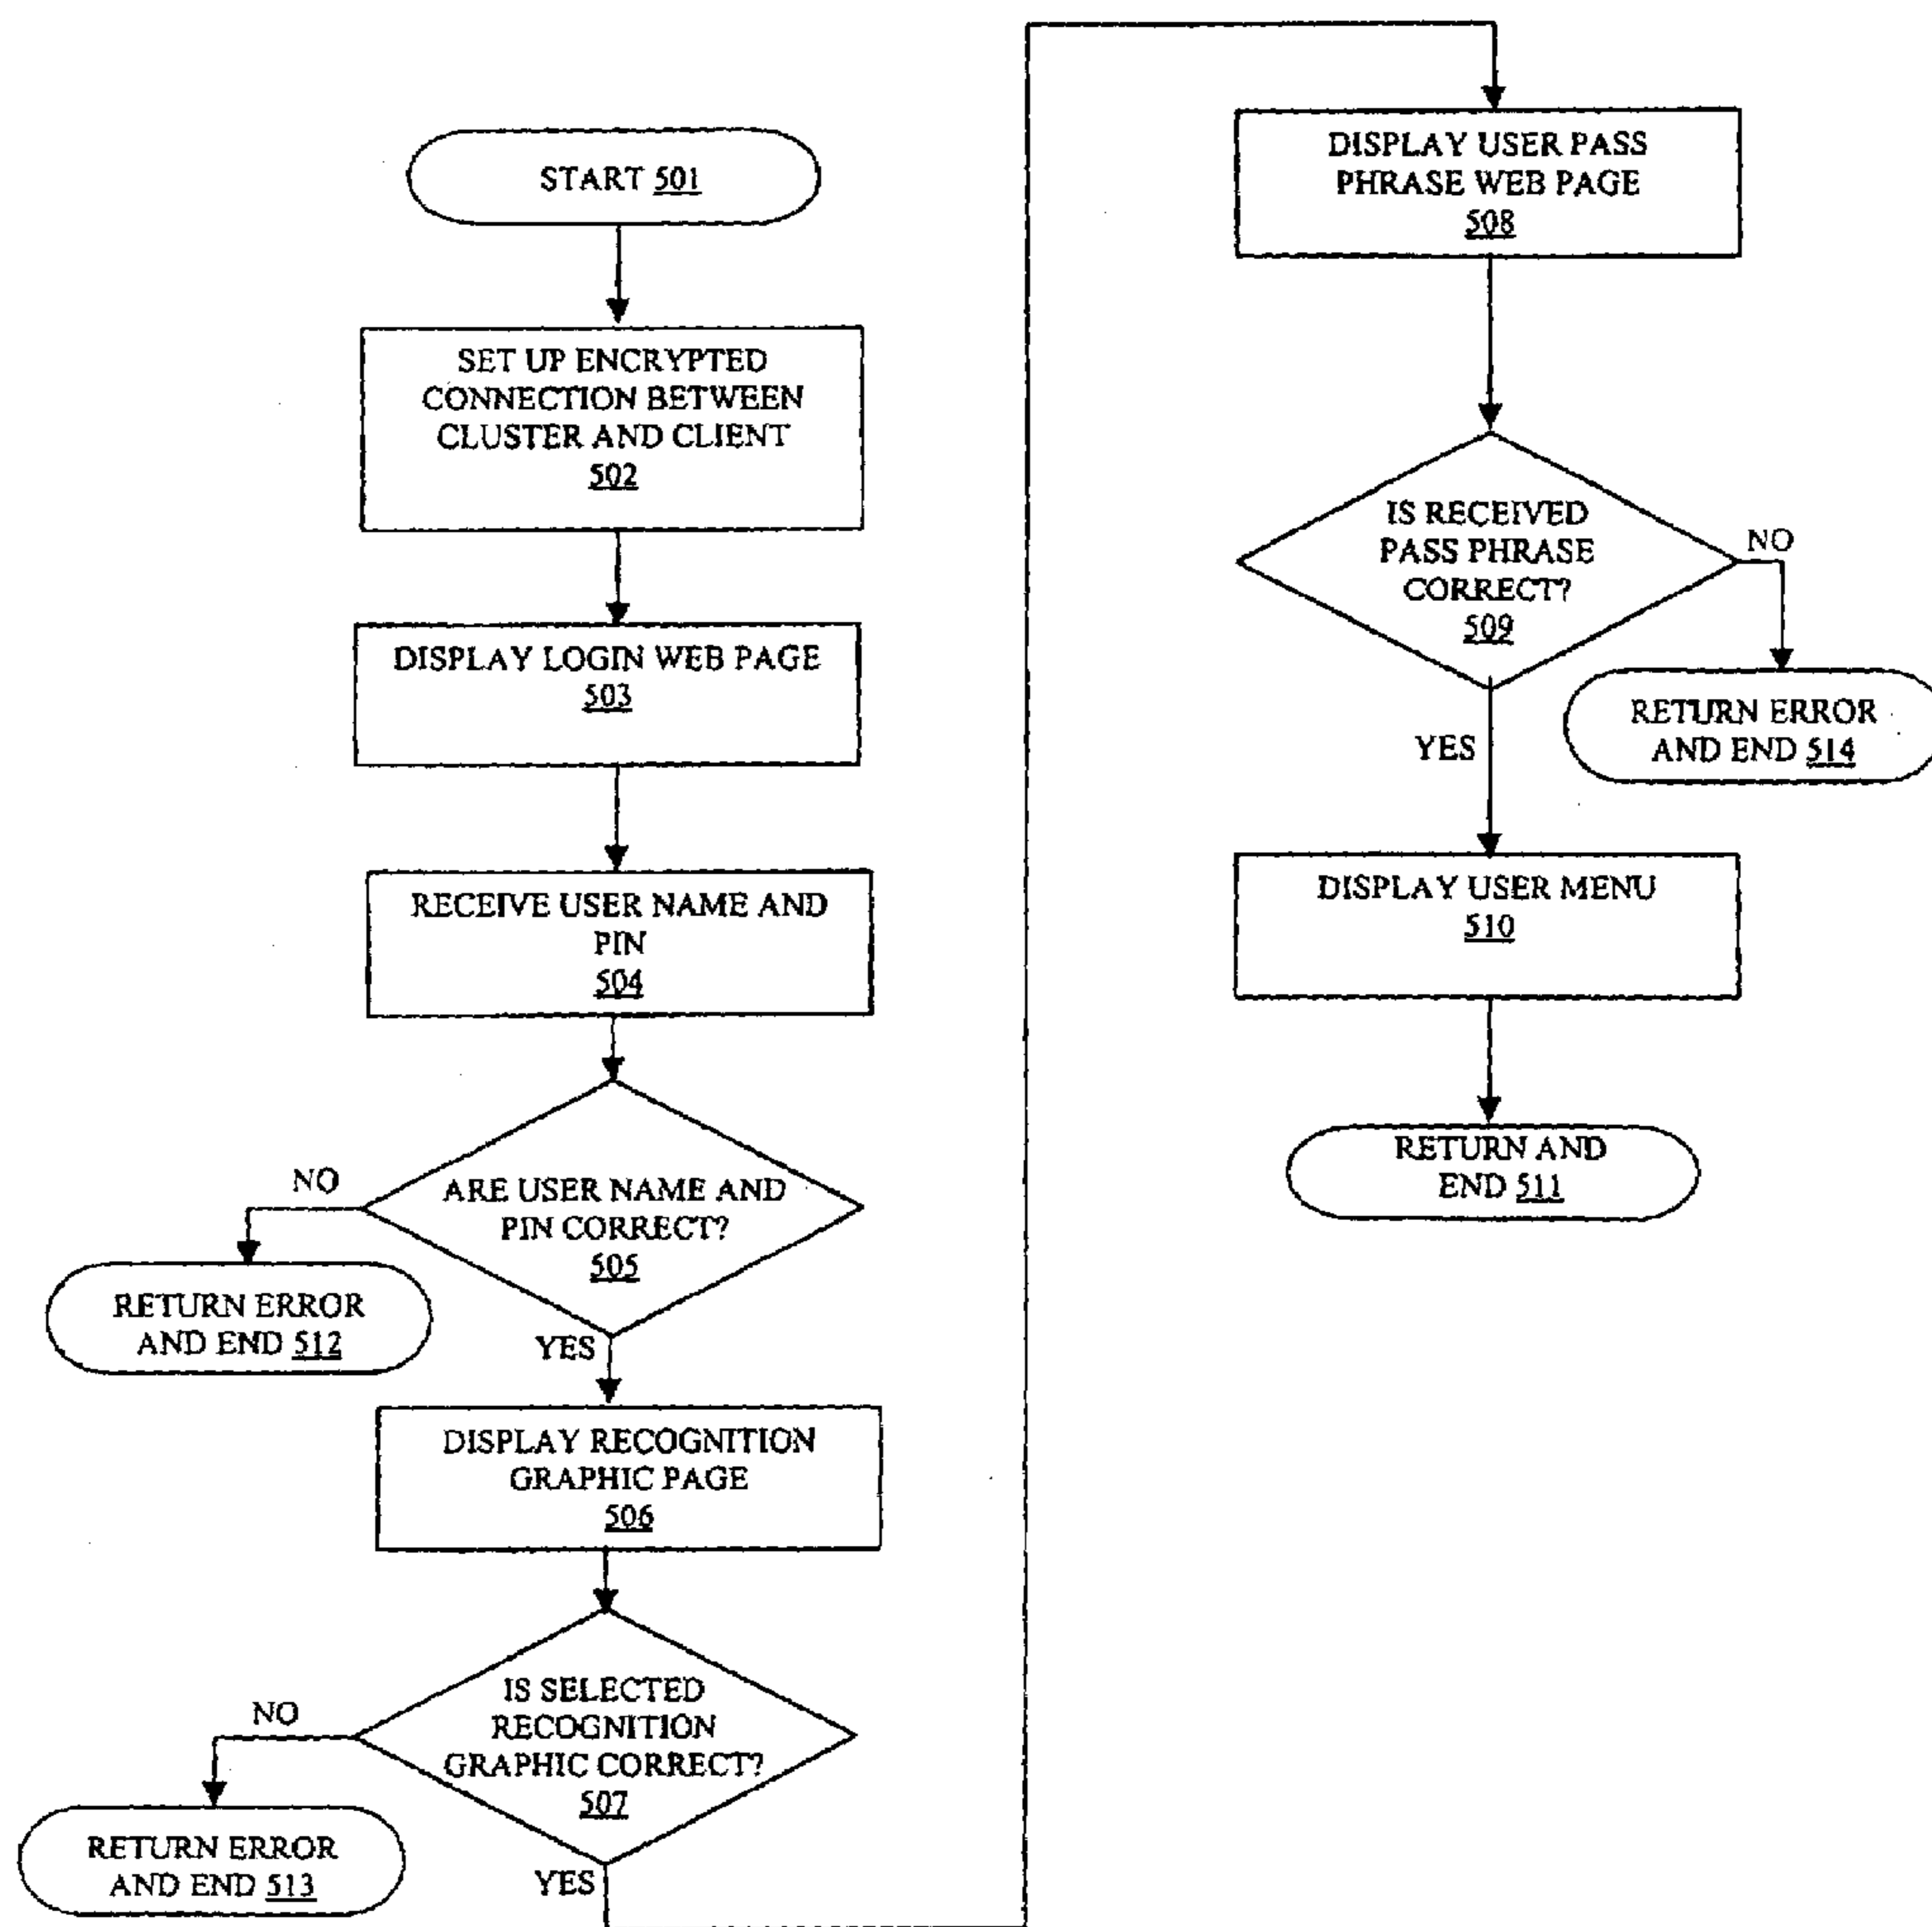 START 501
SET UP ENCRYPTED
CONNECTION BETWEEN
CLUSTER AND CLIENT
502
DISPLAY LOGIN WEB PAGE
503
RECEIVE USER NAME AND
PIN
504
ARE USER NAME AND
PIN CORRECT?
505
NO
RETURN ERROR
AND END 512
YES
DISPLAY RECOGNITION
GRAPHIC PAGE
506
IS SELECTED
RECOGNITION
GRAPHIC CORRECT?
507
NO
RETURN ERROR
AND END 513
YES
DISPLAY USER PASS
PHRASE WEB PAGE
508
IS RECEIVED
PASS PHRASE
CORRECT?
509
NO
RETURN ERROR
AND END 514
YES
DISPLAY USER MENU
510
RETURN AND
END 511